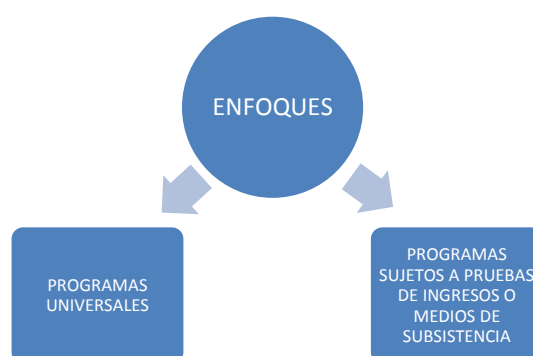 ENFOQUES
PROGRAMAS
UNIVERSALES
PROGRAMAS
SUJETOS A PRUEBAS
DE INGRESOS O
MEDIOS DE
SUBSISTENCIA